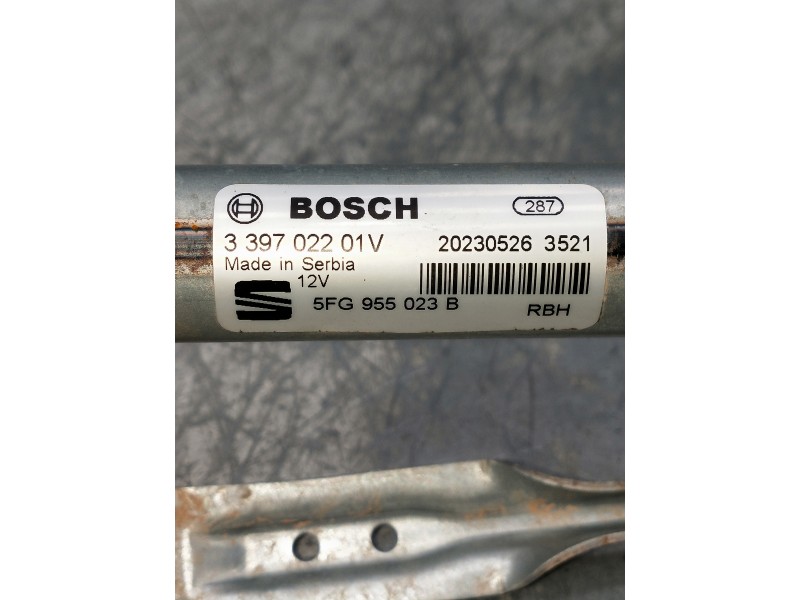 BOSCH 287
3 397 022 01V 20230526 3521
Made in Serbia
12V
5FG 955 023 B RBH